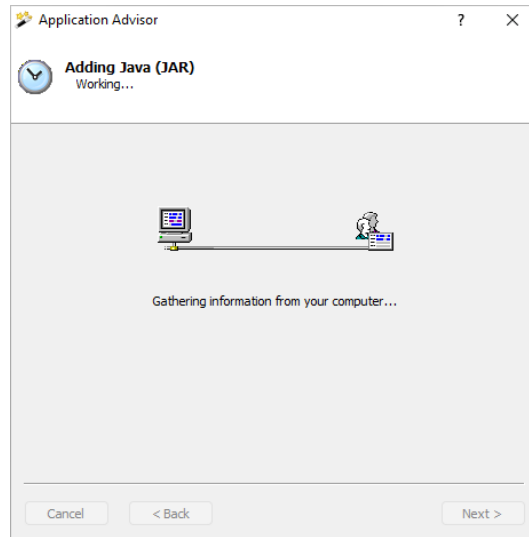 Application Advisor
?
Adding Java (JAR)
Working...
Gathering information from your computer...
Cancel
< Back
Next >